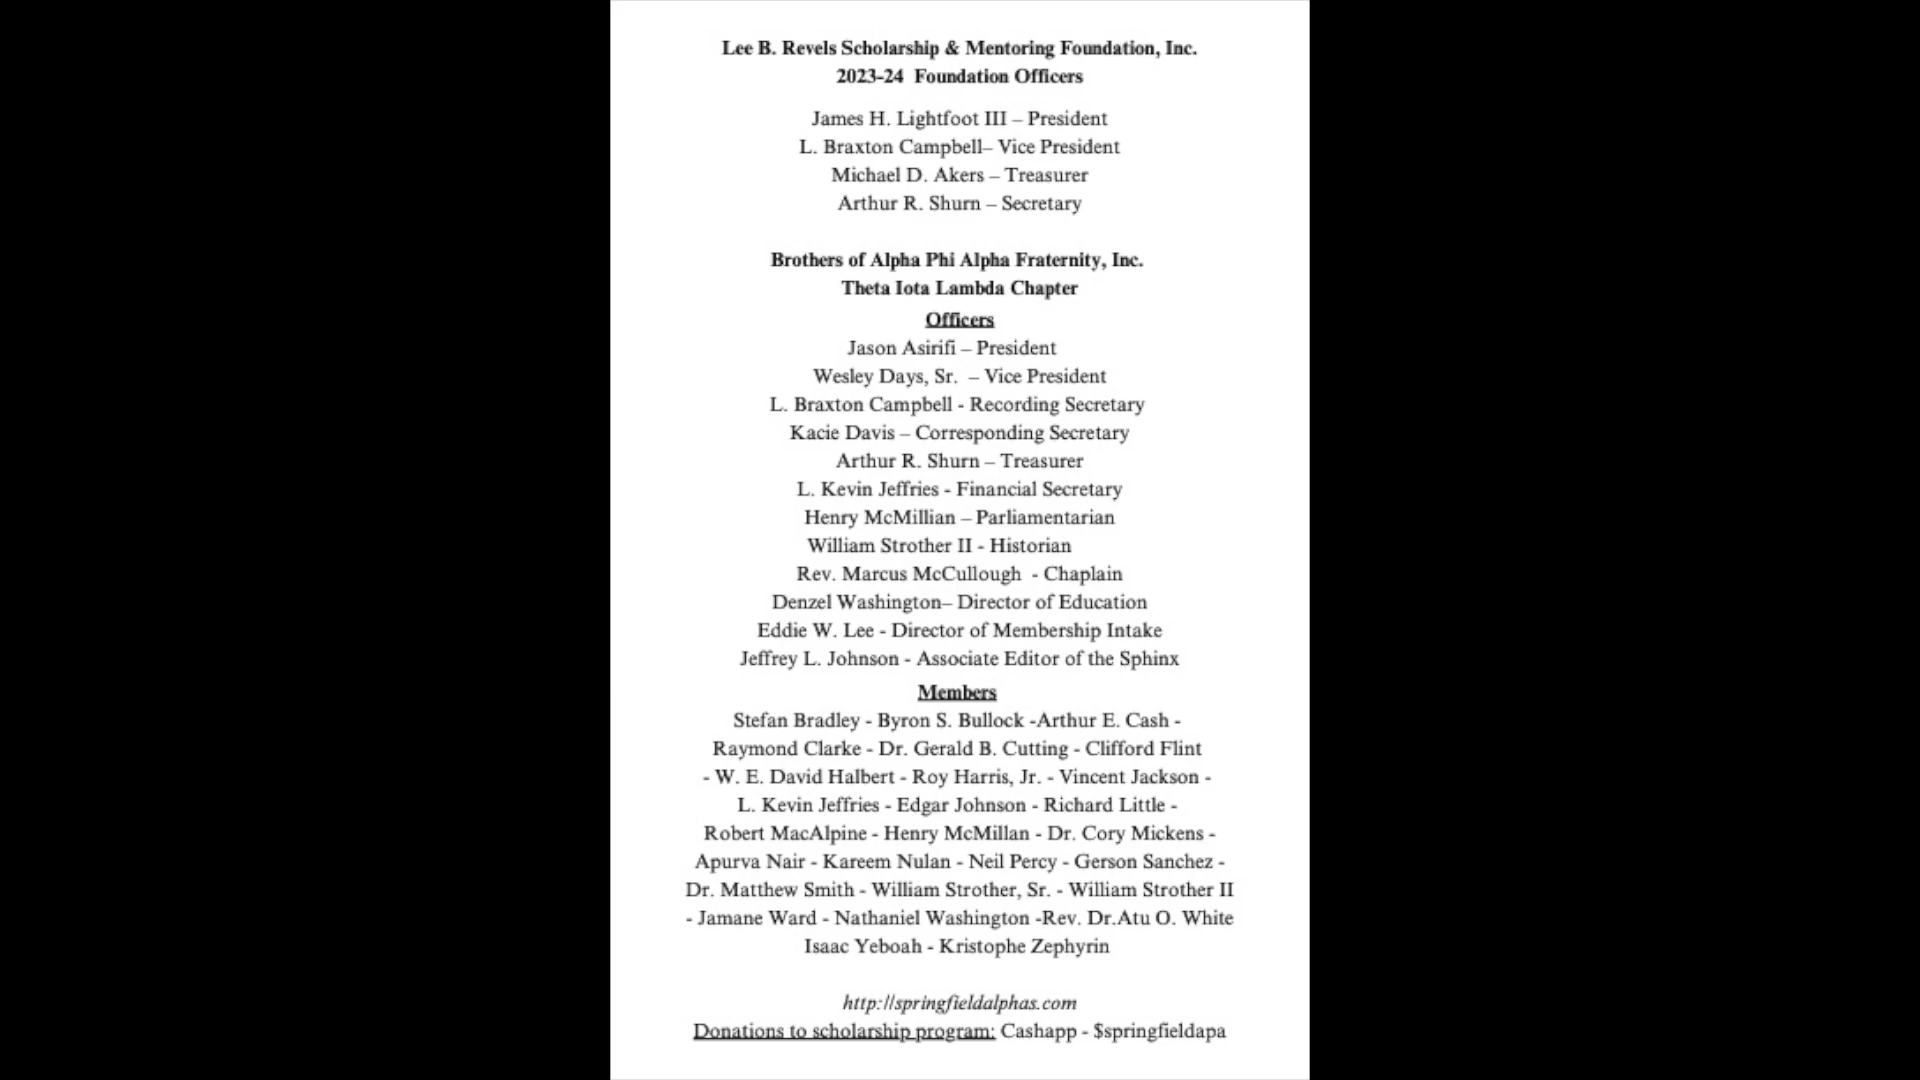 Lee B. Revels Scholarship & Mentoring Foundation, Inc.
2023-24  Foundation Officers
James H. Lightfoot III – President
L. Braxton Campbell– Vice President
Michael D. Akers – Treasurer
Arthur R. Shurn – Secretary
Brothers of Alpha Phi Alpha Fraternity, Inc.
Theta Iota Lambda Chapter
Officers
Jason Asirifi – President
Wesley Days, Sr.  – Vice President
L. Braxton Campbell - Recording Secretary
Kacie Davis – Corresponding Secretary
Arthur R. Shurn – Treasurer
L. Kevin Jeffries - Financial Secretary
Henry McMillian – Parliamentarian
William Strother II - Historian
Rev. Marcus McCullough  - Chaplain
Denzel Washington– Director of Education
Eddie W. Lee - Director of Membership Intake
Jeffrey L. Johnson - Associate Editor of the Sphinx
Members
Stefan Bradley - Byron S. Bullock -Arthur E. Cash -
Raymond Clarke - Dr. Gerald B. Cutting - Clifford Flint
- W. E. David Halbert - Roy Harris, Jr. - Vincent Jackson -
L. Kevin Jeffries - Edgar Johnson - Richard Little -
Robert MacAlpine - Henry McMillan - Dr. Cory Mickens -
Apurva Nair - Kareem Nulan - Neil Percy - Gerson Sanchez -
Dr. Matthew Smith - William Strother, Sr. - William Strother II
- Jamane Ward - Nathaniel Washington -Rev. Dr.Atu O. White
Isaac Yeboah - Kristophe Zephyrin
http://springfieldalphas.com
Donations to scholarship program: Cashapp - $springfieldapa